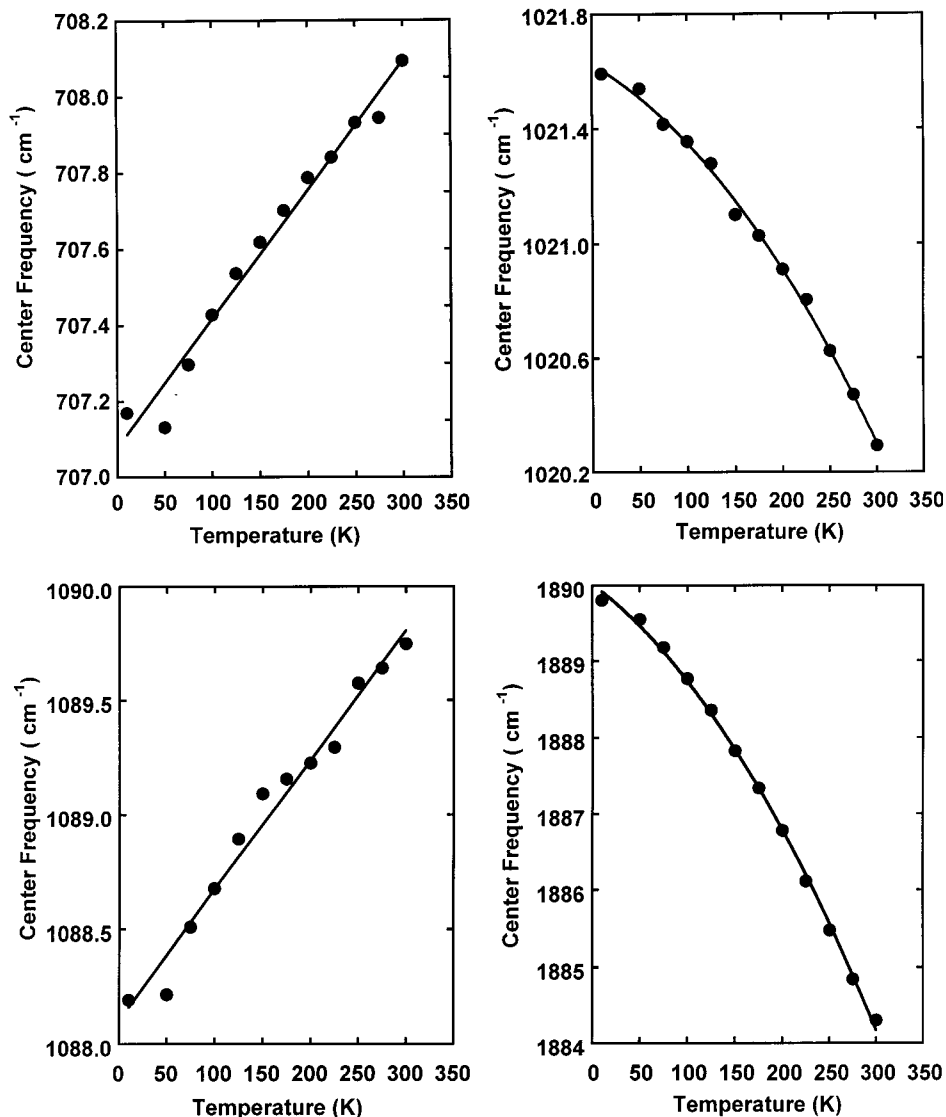 708.2
708.0
707.8
707.6
707.4
707.2
707.0
Center Frequency ( cm -1)
0 50 100 150 200 250 300 350
Temperature (K)
1021.8
1021.4
1021.0
1020.6
1020.2
Center Frequency ( cm -1)
0 50 100 150 200 250 300 350
Temperature (K)
1090.0
1089.5
1089.0
1088.5
1088.0
Center Frequency ( cm -1)
0 50 100 150 200 250 300 350
Temperature (K)
1890
1889
1888
1887
1886
1885
1884
Center Frequency ( cm -1)
0 50 100 150 200 250 300 350
Temperature (K)